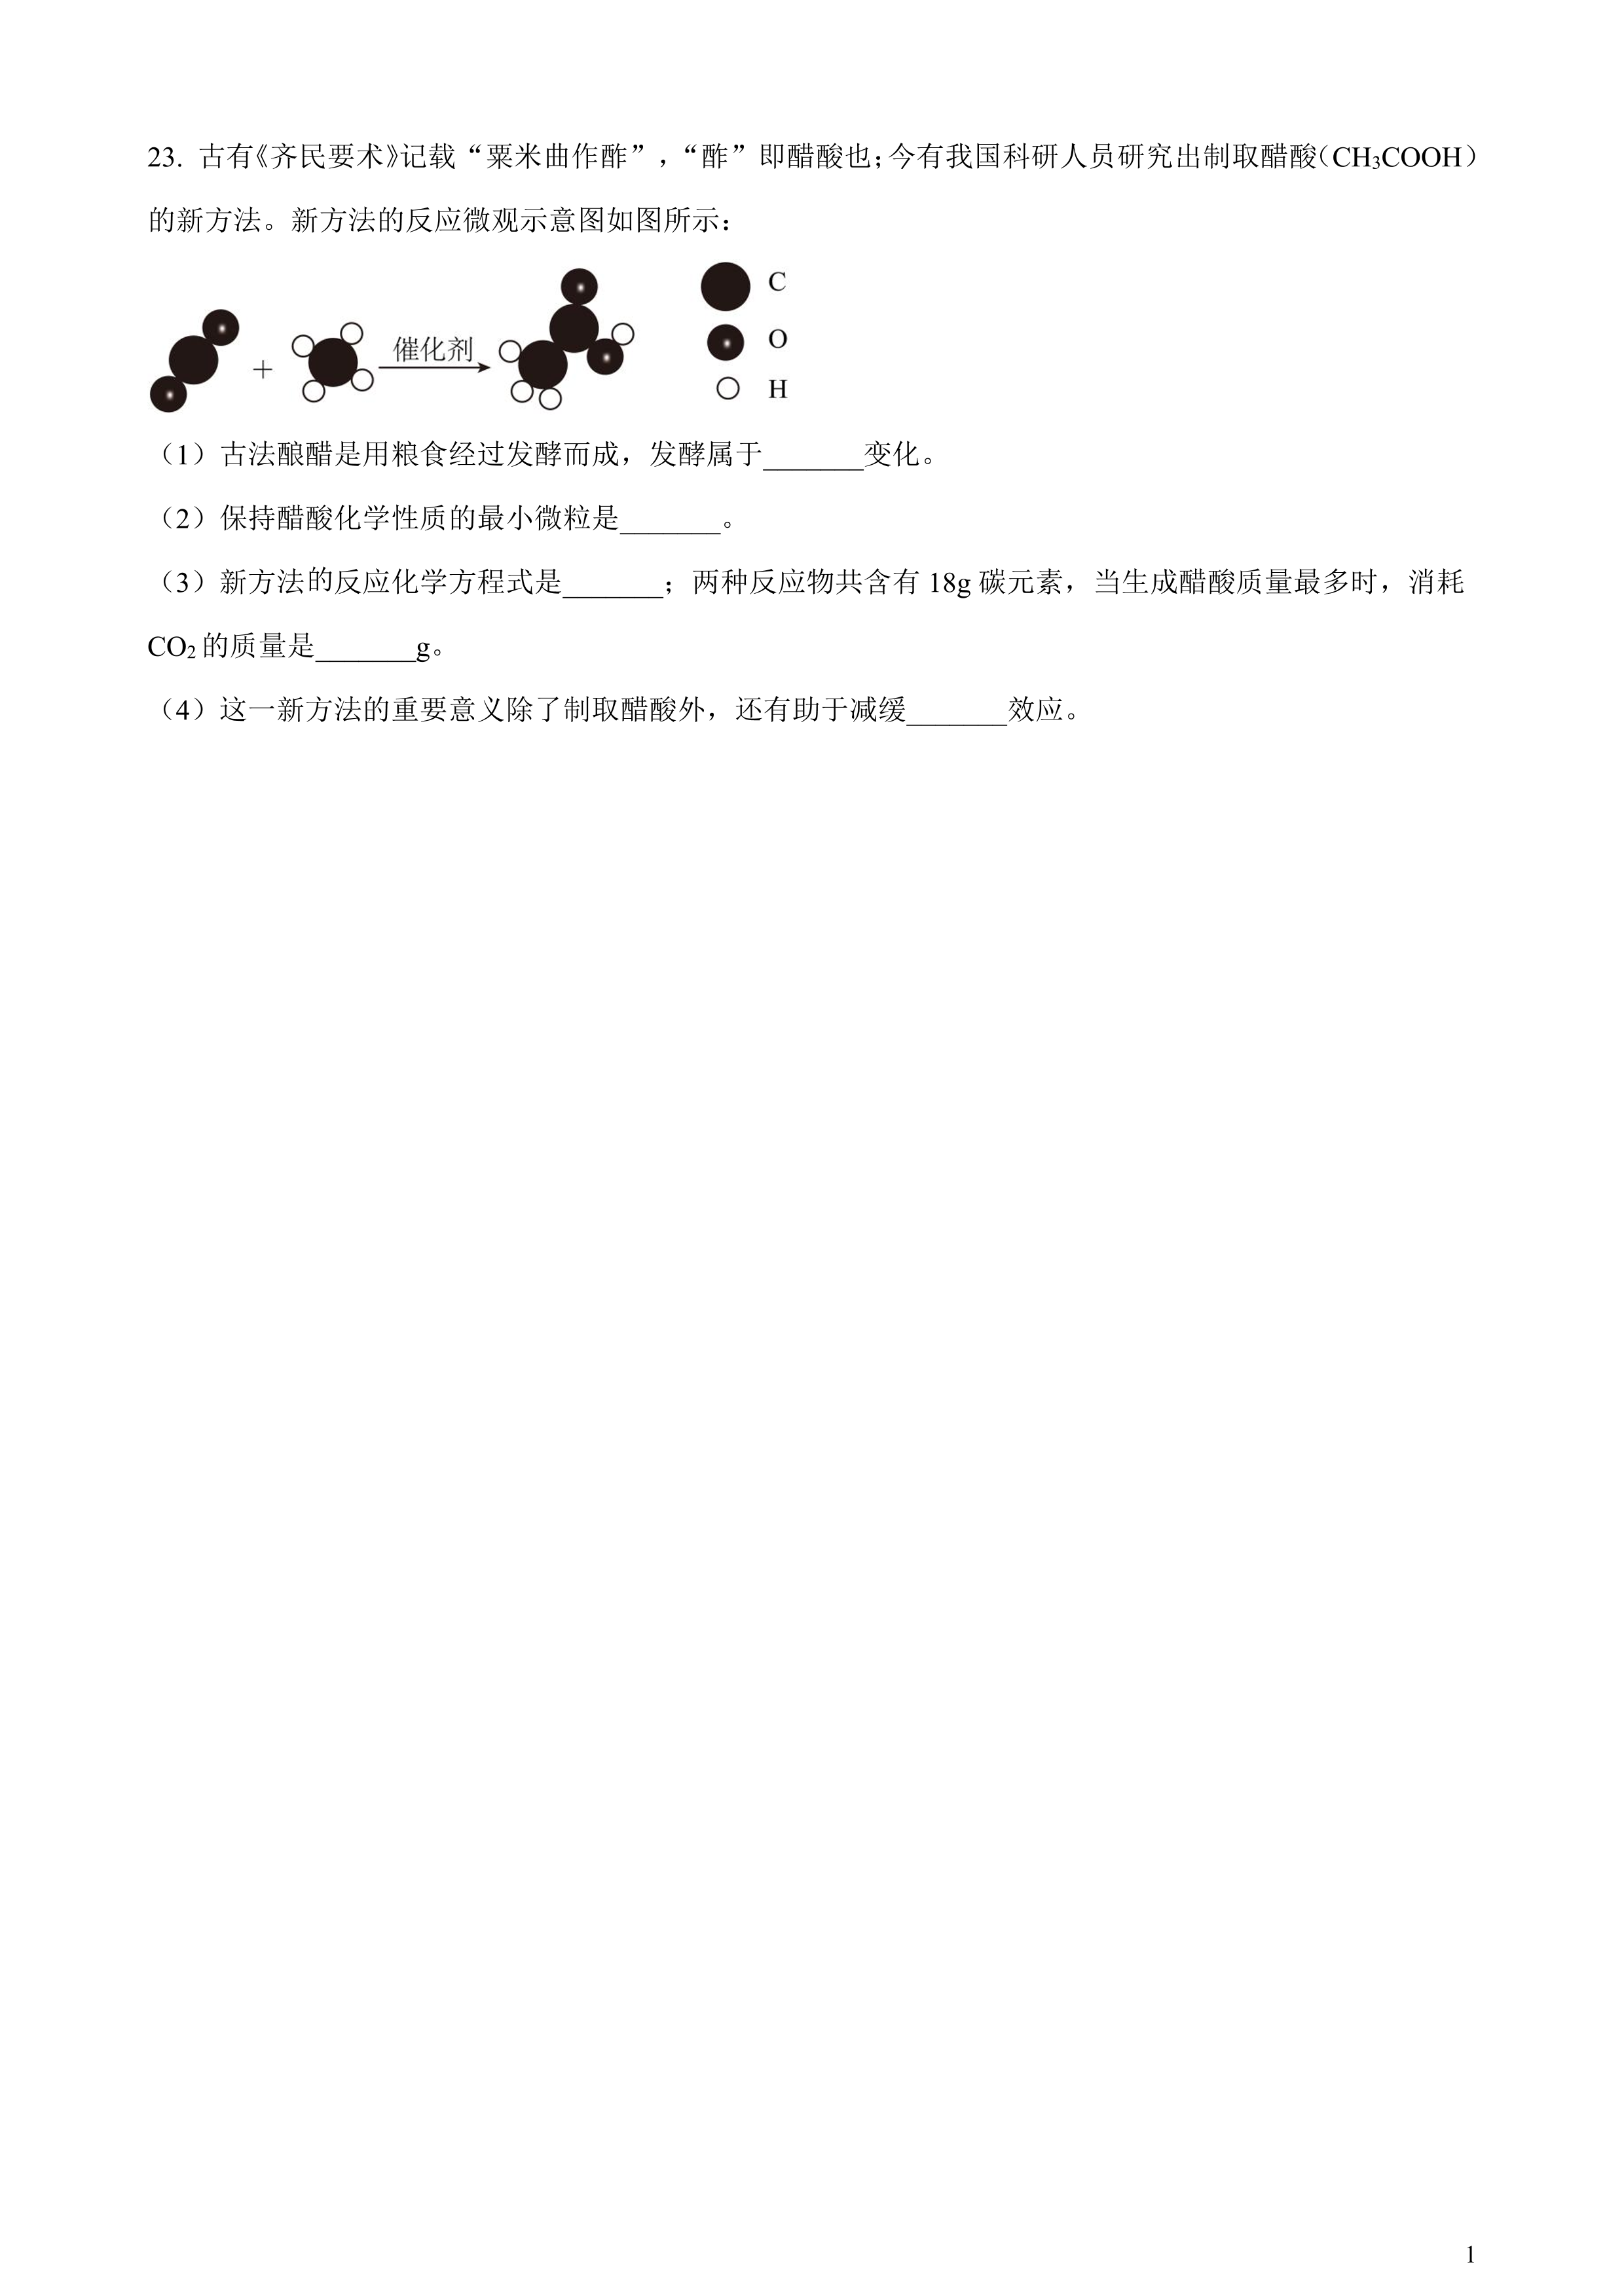 23. 古有《齐民要术》记载“粟米曲作酢”，“酢”即醋酸也；今有我国科研人员研究出制取醋酸（CH₃COOH）
的新方法。新方法的反应微观示意图如图所示：
+ 催化剂
C
O
H
（1）古法酿醋是用粮食经过发酵而成，发酵属于_______变化。
（2）保持醋酸化学性质的最小微粒是_______。
（3）新方法的反应化学方程式是_______；两种反应物共含有 18g 碳元素，当生成醋酸质量最多时，消耗
CO₂ 的质量是_______g。
（4）这一新方法的重要意义除了制取醋酸外，还有助于减缓_______效应。
1